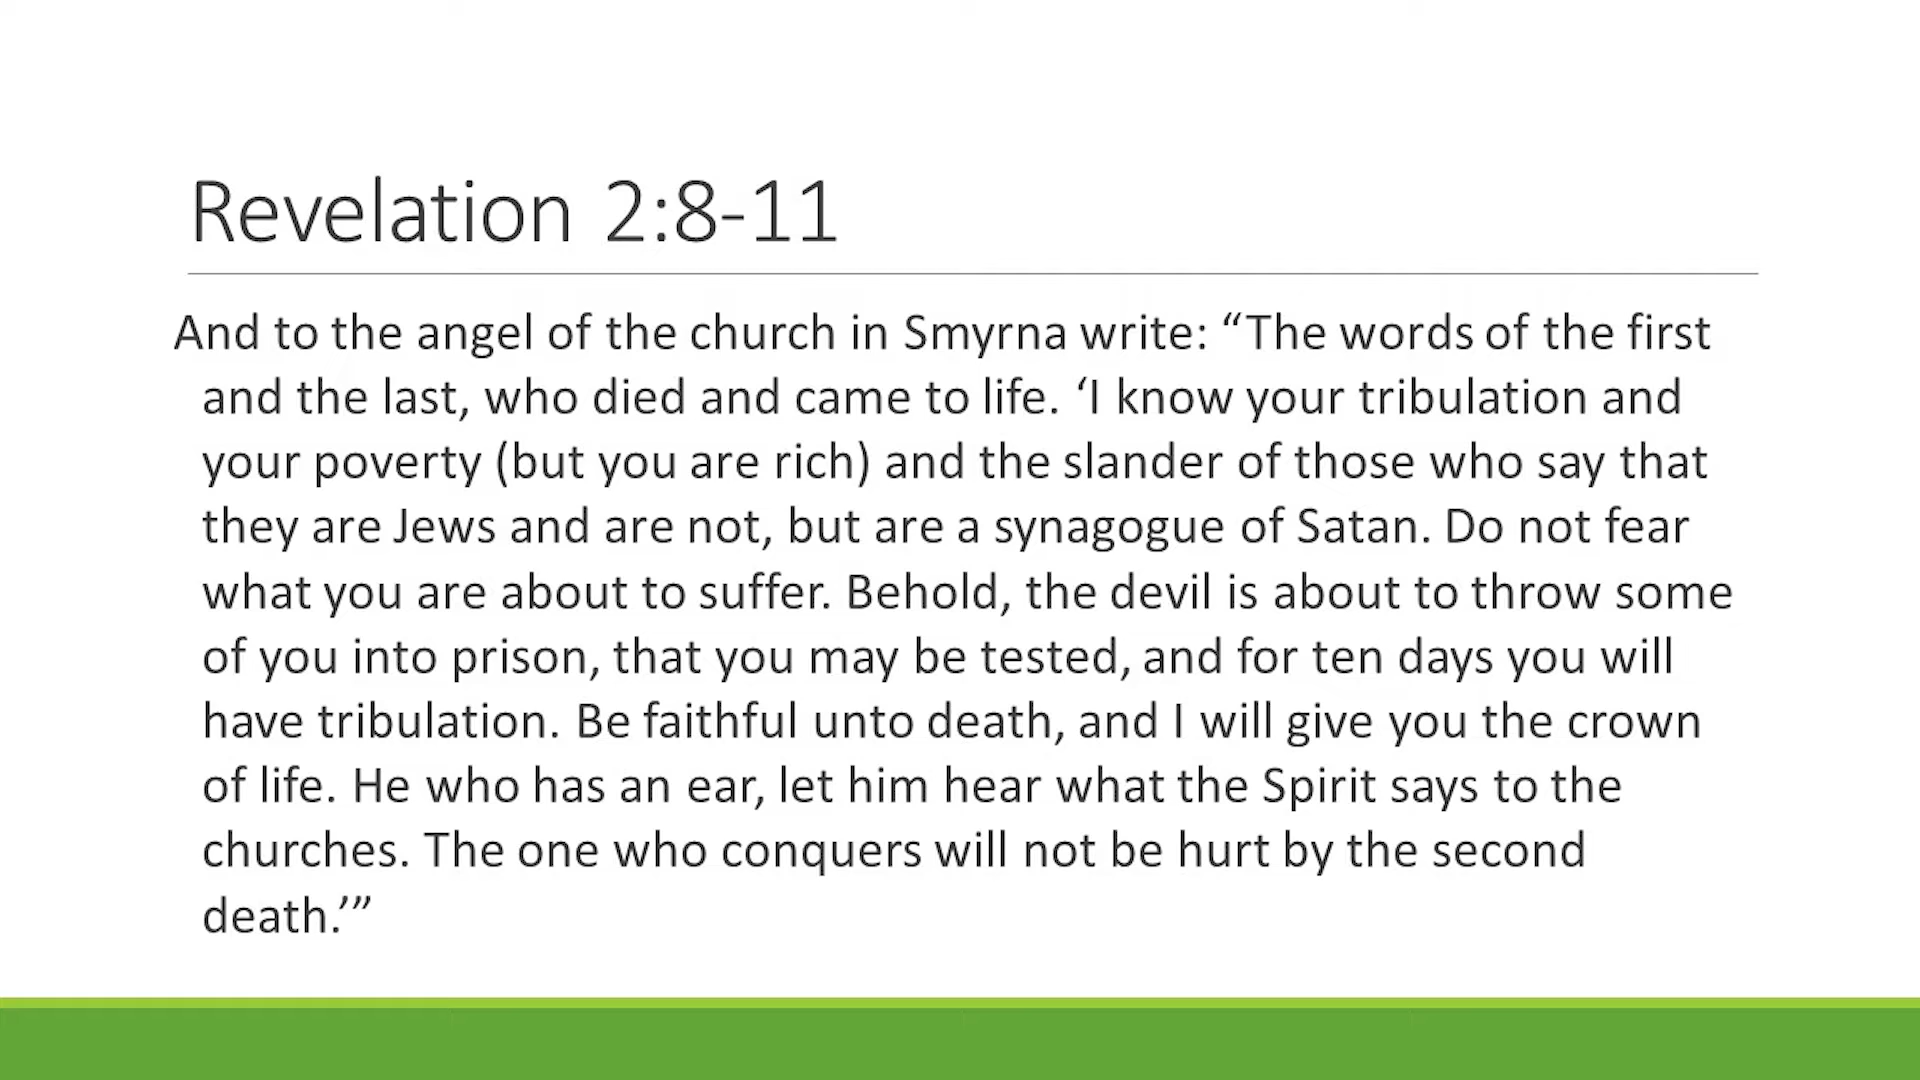 Revelation 2:8-11
And to the angel of the church in Smyrna write: “The words of the first
and the last, who died and came to life. ‘I know your tribulation and
your poverty (but you are rich) and the slander of those who say that
they are Jews and are not, but are a synagogue of Satan. Do not fear
what you are about to suffer. Behold, the devil is about to throw some
of you into prison, that you may be tested, and for ten days you will
have tribulation. Be faithful unto death, and I will give you the crown
of life. He who has an ear, let him hear what the Spirit says to the
churches. The one who conquers will not be hurt by the second
death.’”